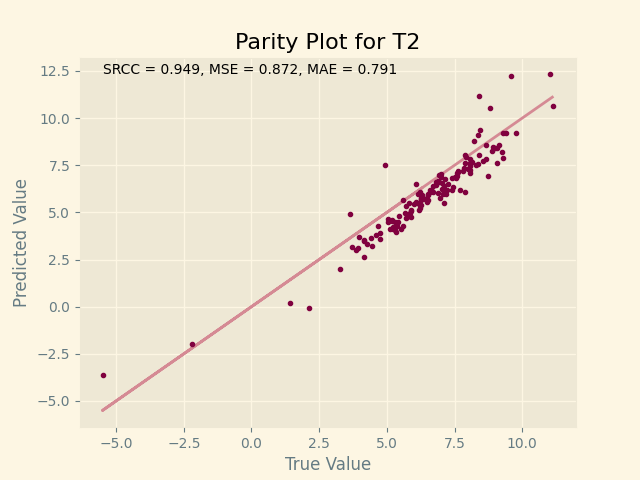 Parity Plot for T2
SRCC = 0.949, MSE = 0.872, MAE = 0.791
12.5
10.0
7.5
5.0
2.5
0.0
−2.5
−5.0
Predicted Value
−5.0 −2.5 0.0 2.5 5.0 7.5 10.0
True Value